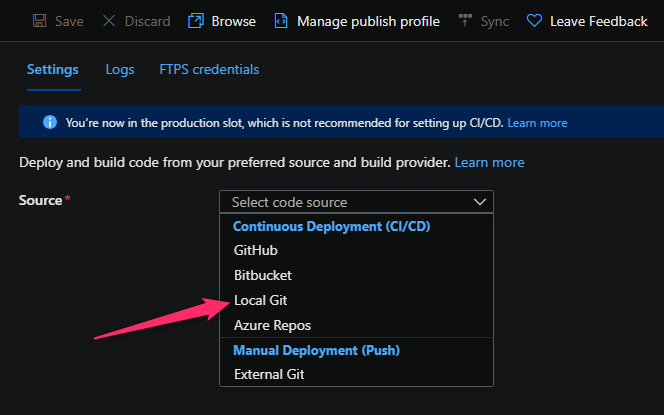 Save Discard Browse Manage publish profile Sync Leave Feedback
Settings Logs FTPS credentials
You're now in the production slot, which is not recommended for setting up CI/CD. Learn more
Deploy and build code from your preferred source and build provider. Learn more
Source* Select code source
Continuous Deployment (CI/CD)
GitHub
Bitbucket
Local Git
Azure Repos
Manual Deployment (Push)
External Git